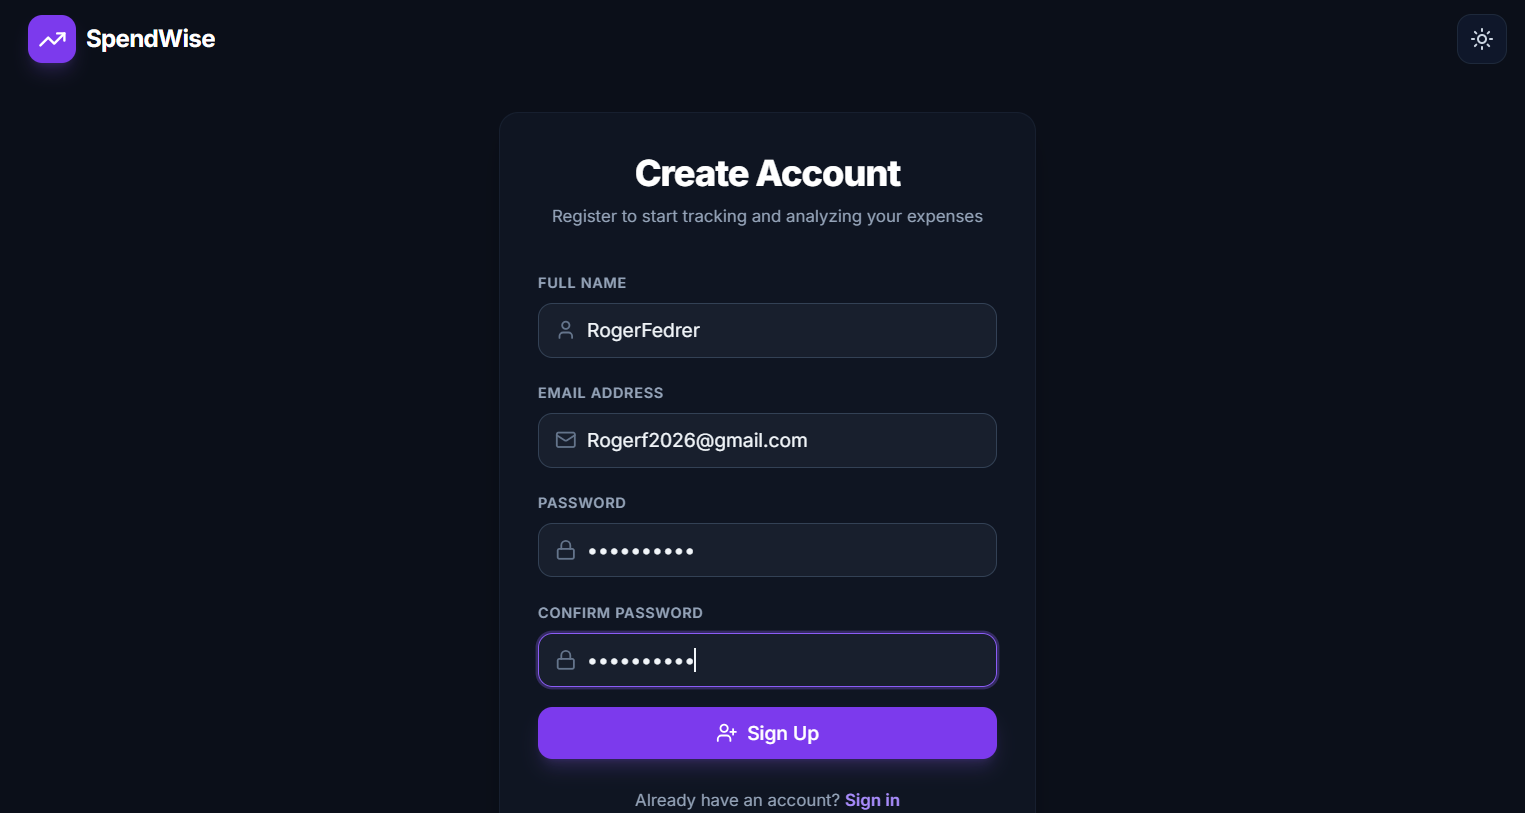 SpendWise
Create Account
Register to start tracking and analyzing your expenses
FULL NAME
RogerFedrer
EMAIL ADDRESS
Rogerf2026@gmail.com
PASSWORD
••••••••••
CONFIRM PASSWORD
••••••••••
Sign Up
Already have an account? Sign in